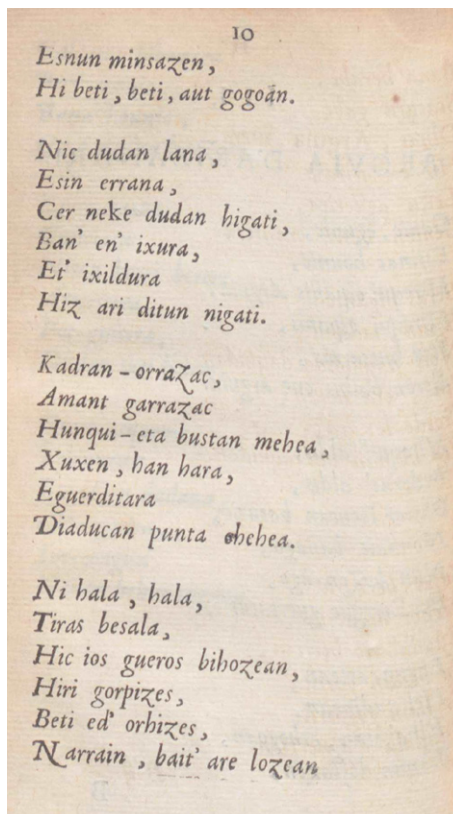 10
Esnun minsazen,
Hi beti, beti, aut gogoan.
Nic dudan lana,
Esin errana,
Cer neke dudan higati,
Ban' en' ixura,
Et' ixildura
Hiz ari ditun nigati.
Kadran-orrazac,
Amant garrazac
Hunqui-eta bustan mehea,
Xuxen, han hara,
Eguerditara
Diaducan punta ehehea.
Ni hala, hala,
Tiras besala,
Hic ios gueros bihozean,
Hiri gorpizes,
Beti ed' orhizes,
Narrain, bait' are lozean